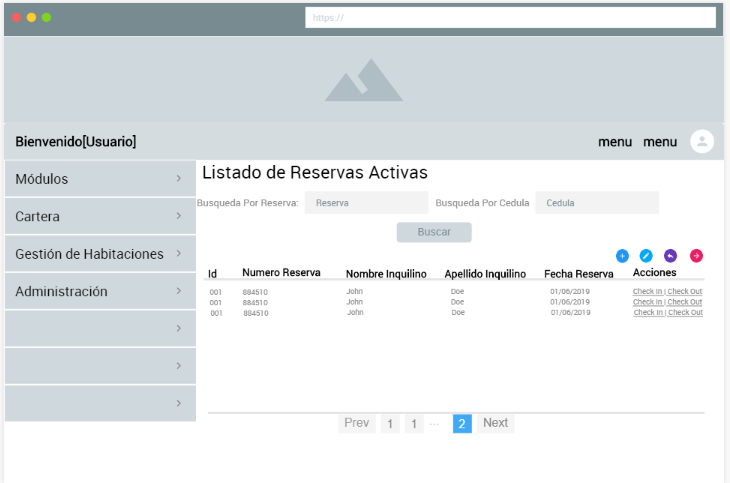 https://
Bienvenido[Usuario] menu menu
Módulos
Cartera
Gestión de Habitaciones
Administración
Listado de Reservas Activas
Busqueda Por Reserva: Reserva Busqueda Por Cedula Cedula
Buscar
Id Numero Reserva Nombre Inquilino Apellido Inquilino Fecha Reserva Acciones
001 884510 John Doe 01/06/2019 Check In | Check Out
001 884510 John Doe 01/06/2019 Check In | Check Out
001 884510 John Doe 01/06/2019 Check In | Check Out
Prev 1 1 ... 2 Next